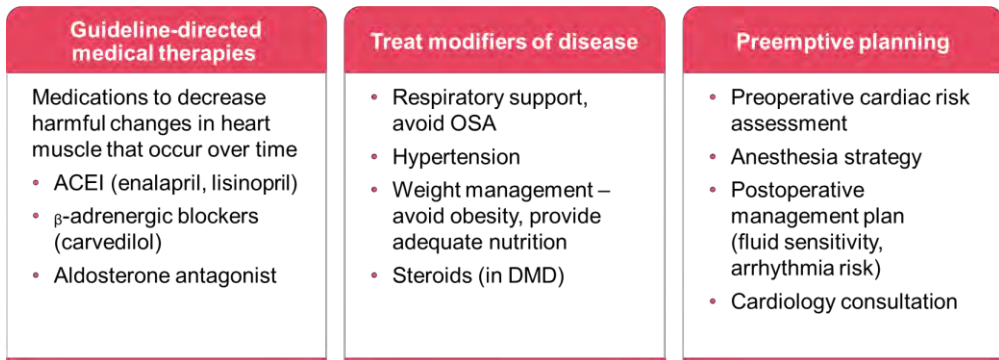 Guideline-directed
medical therapies
Medications to decrease
harmful changes in heart
muscle that occur over time
• ACEI (enalapril, lisinopril)
• β-adrenergic blockers
(carvedilol)
• Aldosterone antagonist
Treat modifiers of disease
• Respiratory support,
avoid OSA
• Hypertension
• Weight management –
avoid obesity, provide
adequate nutrition
• Steroids (in DMD)
Preemptive planning
• Preoperative cardiac risk
assessment
• Anesthesia strategy
• Postoperative
management plan
(fluid sensitivity,
arrhythmia risk)
• Cardiology consultation